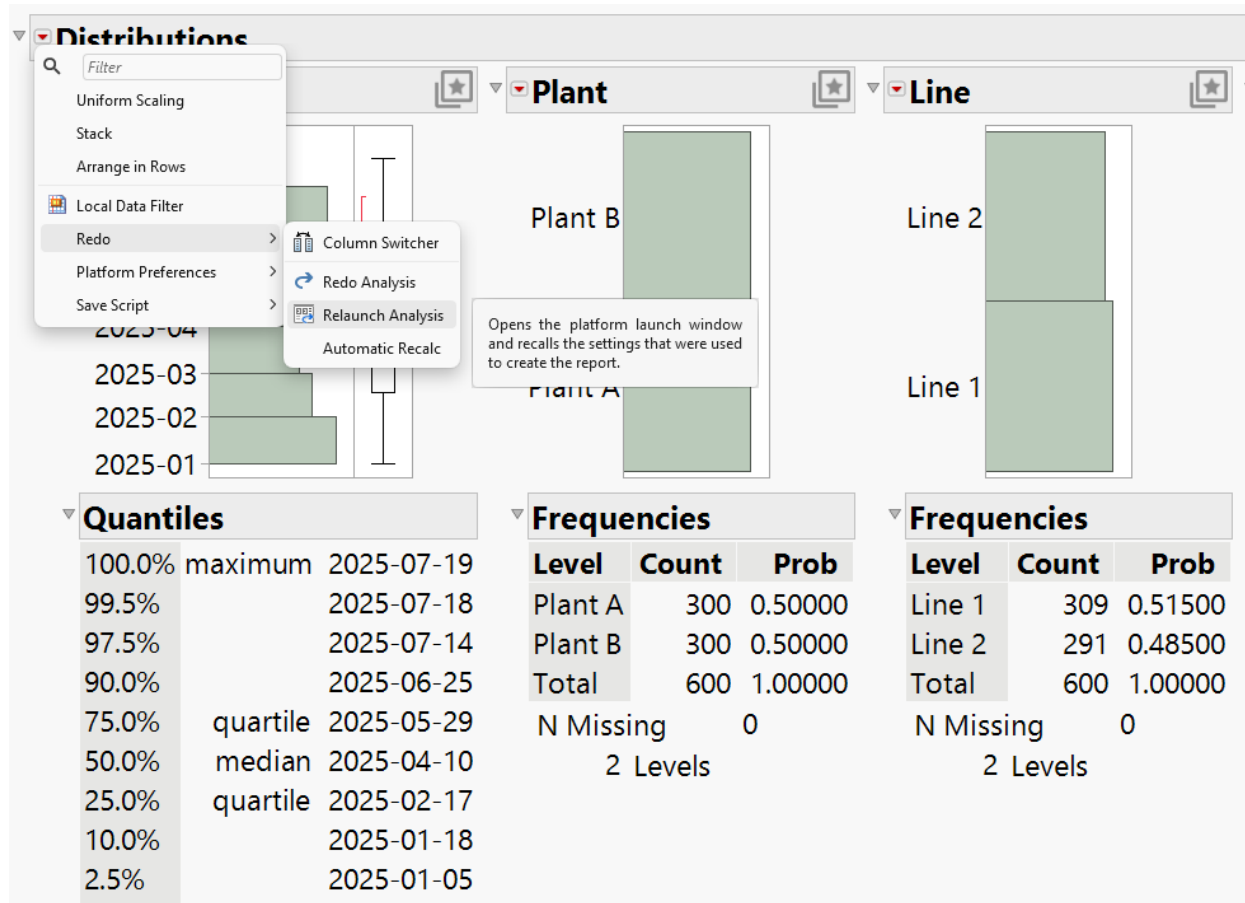 Distributions
Filter
Uniform Scaling
Stack
Arrange in Rows
Local Data Filter
Redo
Platform Preferences
Save Script
Column Switcher
Redo Analysis
Relaunch Analysis
Automatic Recalc
Opens the platform launch window
and recalls the settings that were used
to create the report.
2025-04
2025-03
2025-02
2025-01
Plant
Plant B
Plant A
Line
Line 2
Line 1
Quantiles
100.0% maximum 2025-07-19
99.5% 2025-07-18
97.5% 2025-07-14
90.0% 2025-06-25
75.0% quartile 2025-05-29
50.0% median 2025-04-10
25.0% quartile 2025-02-17
10.0% 2025-01-18
2.5% 2025-01-05
Frequencies
Level Count Prob
Plant A 300 0.50000
Plant B 300 0.50000
Total 600 1.00000
N Missing 0
2 Levels
Frequencies
Level Count Prob
Line 1 309 0.51500
Line 2 291 0.48500
Total 600 1.00000
N Missing 0
2 Levels